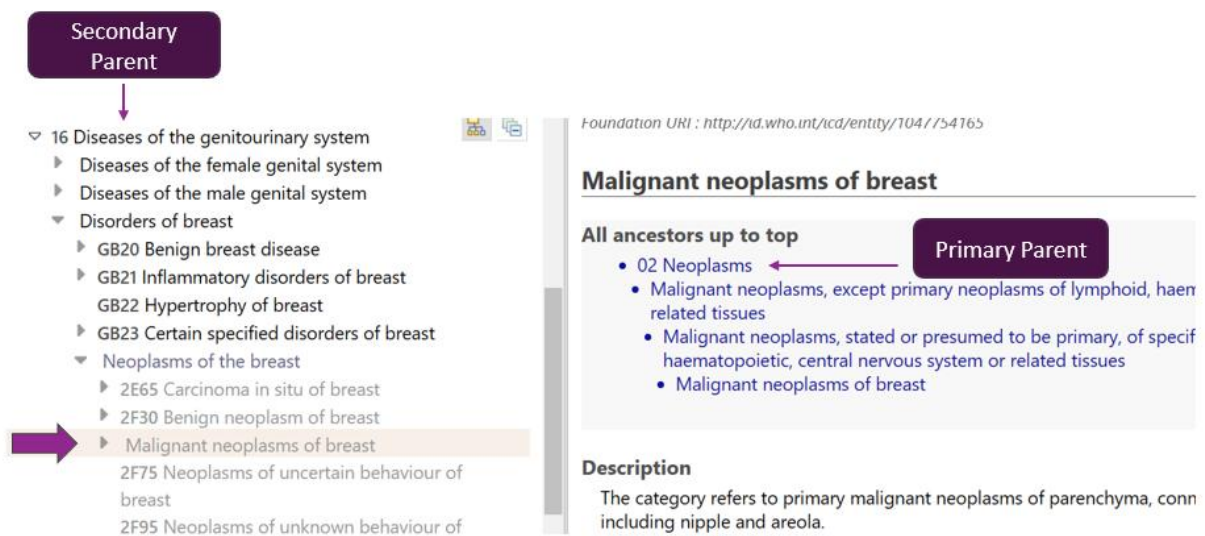 Secondary
Parent
16 Diseases of the genitourinary system
Diseases of the female genital system
Diseases of the male genital system
Disorders of breast
GB20 Benign breast disease
GB21 Inflammatory disorders of breast
GB22 Hypertrophy of breast
GB23 Certain specified disorders of breast
Neoplasms of the breast
2E65 Carcinoma in situ of breast
2F30 Benign neoplasm of breast
Malignant neoplasms of breast
2F75 Neoplasms of uncertain behaviour of
breast
2F95 Neoplasms of unknown behaviour of
Foundation URI : http://id.who.int/icd/entity/1047754165
Malignant neoplasms of breast
All ancestors up to top
Primary Parent
02 Neoplasms
Malignant neoplasms, except primary neoplasms of lymphoid, haem
related tissues
Malignant neoplasms, stated or presumed to be primary, of specif
haematopoietic, central nervous system or related tissues
Malignant neoplasms of breast
Description
The category refers to primary malignant neoplasms of parenchyma, conn
including nipple and areola.